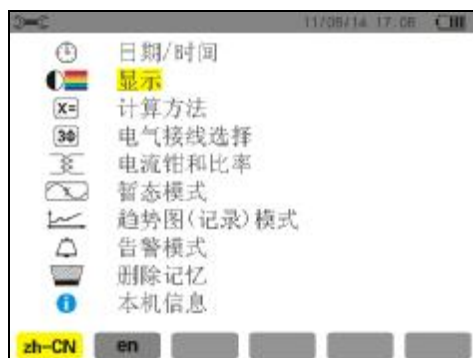 11/09/14 17:08
日期/时间
显示
X= 计算方法
3Φ 电气接线选择
电流钳和比率
暂态模式
趋势图(记录)模式
告警模式
删除记忆
本机信息
zh-CN en